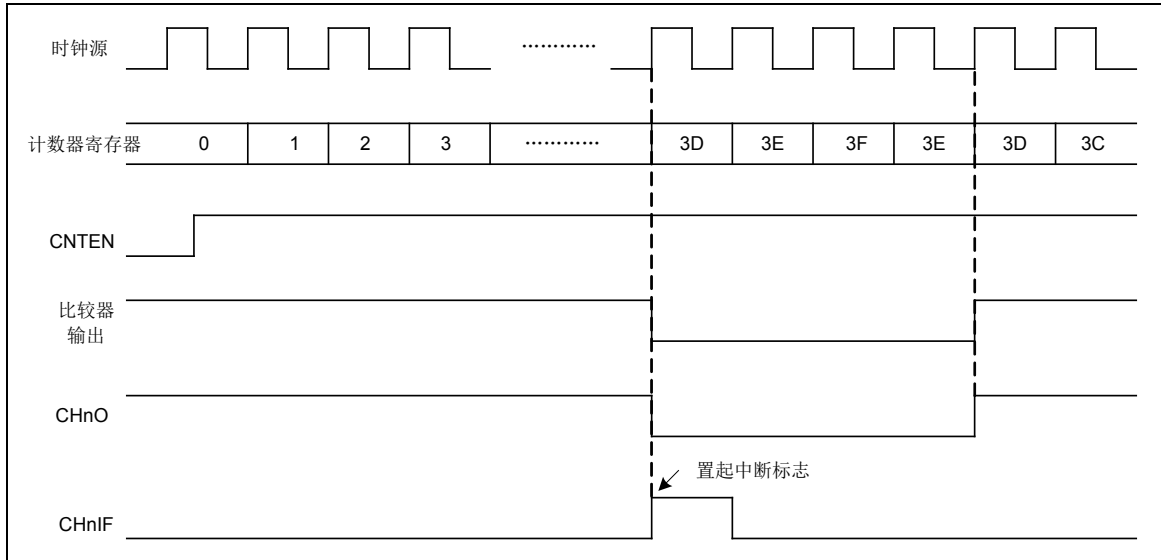 时钟源
…………
计数器寄存器 0 1 2 3 ………… 3D 3E 3F 3E 3D 3C
CNTEN
比较器
输出
CHnO
置起中断标志
CHnIF